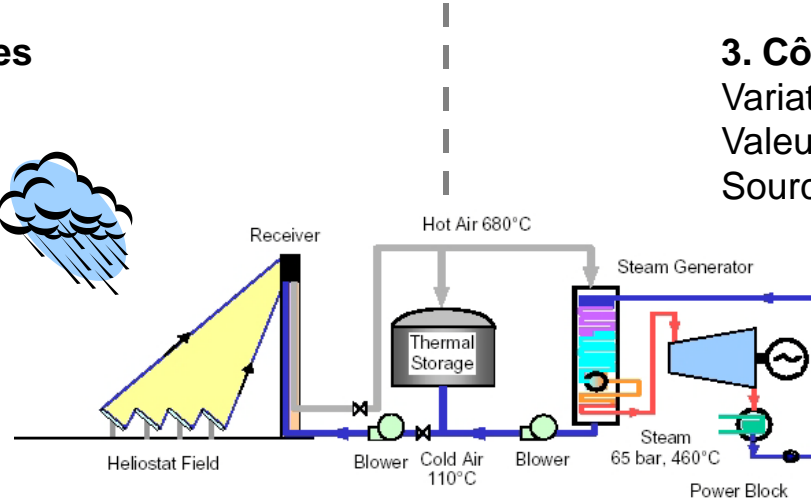 3. Cô
Variat
Valeu
Sourc
Hot Air 680°C
Receiver
Steam Generator
Thermal
Storage
Heliostat Field
Blower
Cold Air
110°C
Blower
Steam
65 bar, 460°C
Power Block